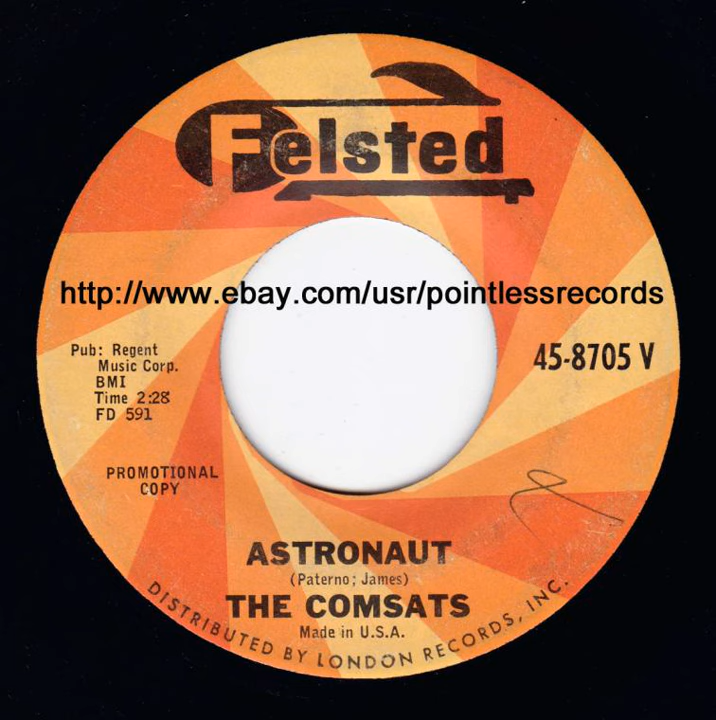 Felsted
http://www.ebay.com/usr/pointlessrecords
Pub: Regent
Music Corp.
BMI
Time 2:28
FD 591
45-8705 V
PROMOTIONAL
COPY
ASTRONAUT
(Paterno; James)
THE COMSATS
Made in U.S.A.
DISTRIBUTED BY LONDON RECORDS, INC.